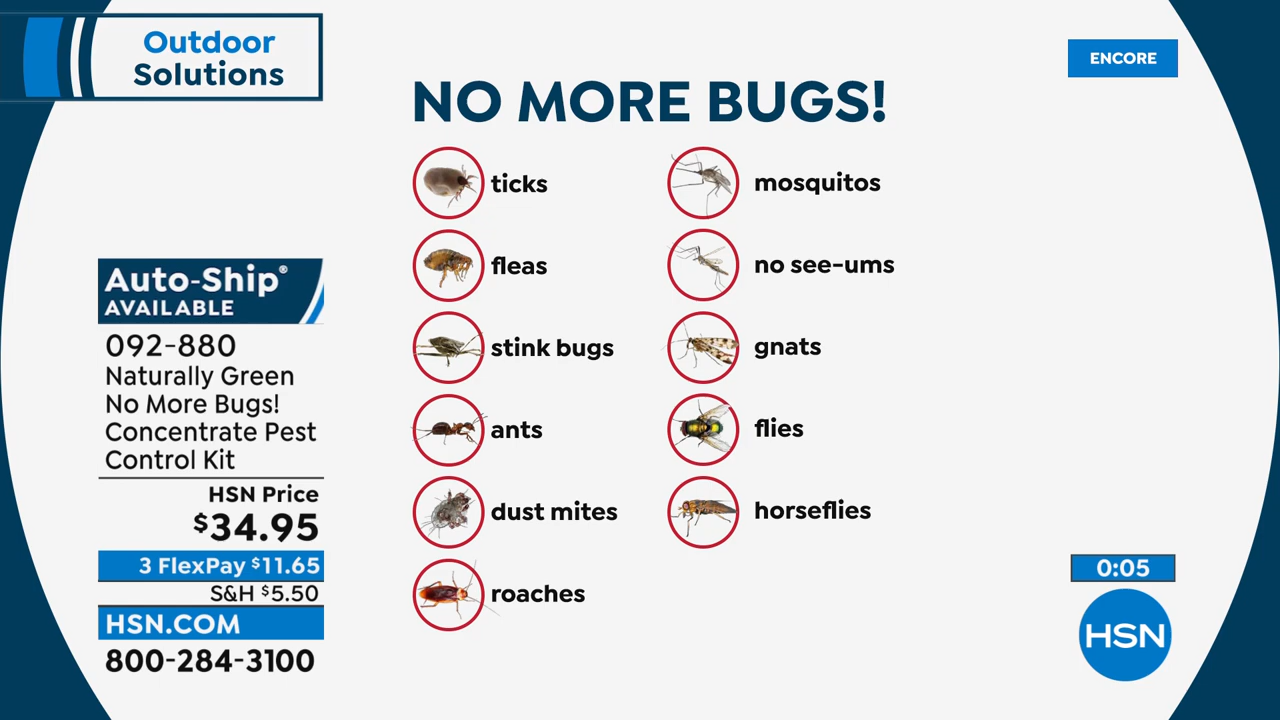 Outdoor
Solutions
ENCORE
NO MORE BUGS!
ticks
mosquitos
fleas
no see-ums
stink bugs
gnats
ants
flies
dust mites
horseflies
roaches
Auto-Ship®
AVAILABLE
092-880
Naturally Green
No More Bugs!
Concentrate Pest
Control Kit
HSN Price
$34.95
3 FlexPay $11.65
S&H $5.50
HSN.COM
800-284-3100
0:05
HSN